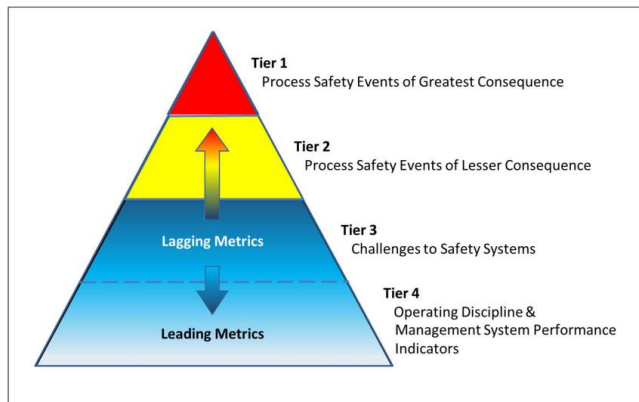 Tier 1
Process Safety Events of Greatest Consequence
Tier 2
Process Safety Events of Lesser Consequence
Lagging Metrics
Tier 3
Challenges to Safety Systems
Tier 4
Operating Discipline &
Management System Performance
Indicators
Leading Metrics